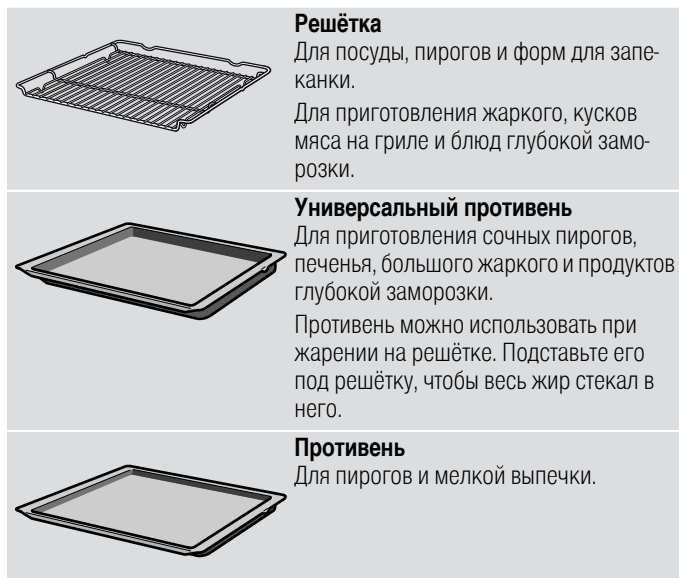 Решётка
Для посуды, пирогов и форм для запе-
канки.
Для приготовления жаркого, кусков
мяса на гриле и блюд глубокой замо-
розки.
Универсальный противень
Для приготовления сочных пирогов,
печенья, большого жаркого и продуктов
глубокой заморозки.
Противень можно использовать при
жарении на решётке. Подставьте его
под решётку, чтобы весь жир стекал в
него.
Противень
Для пирогов и мелкой выпечки.